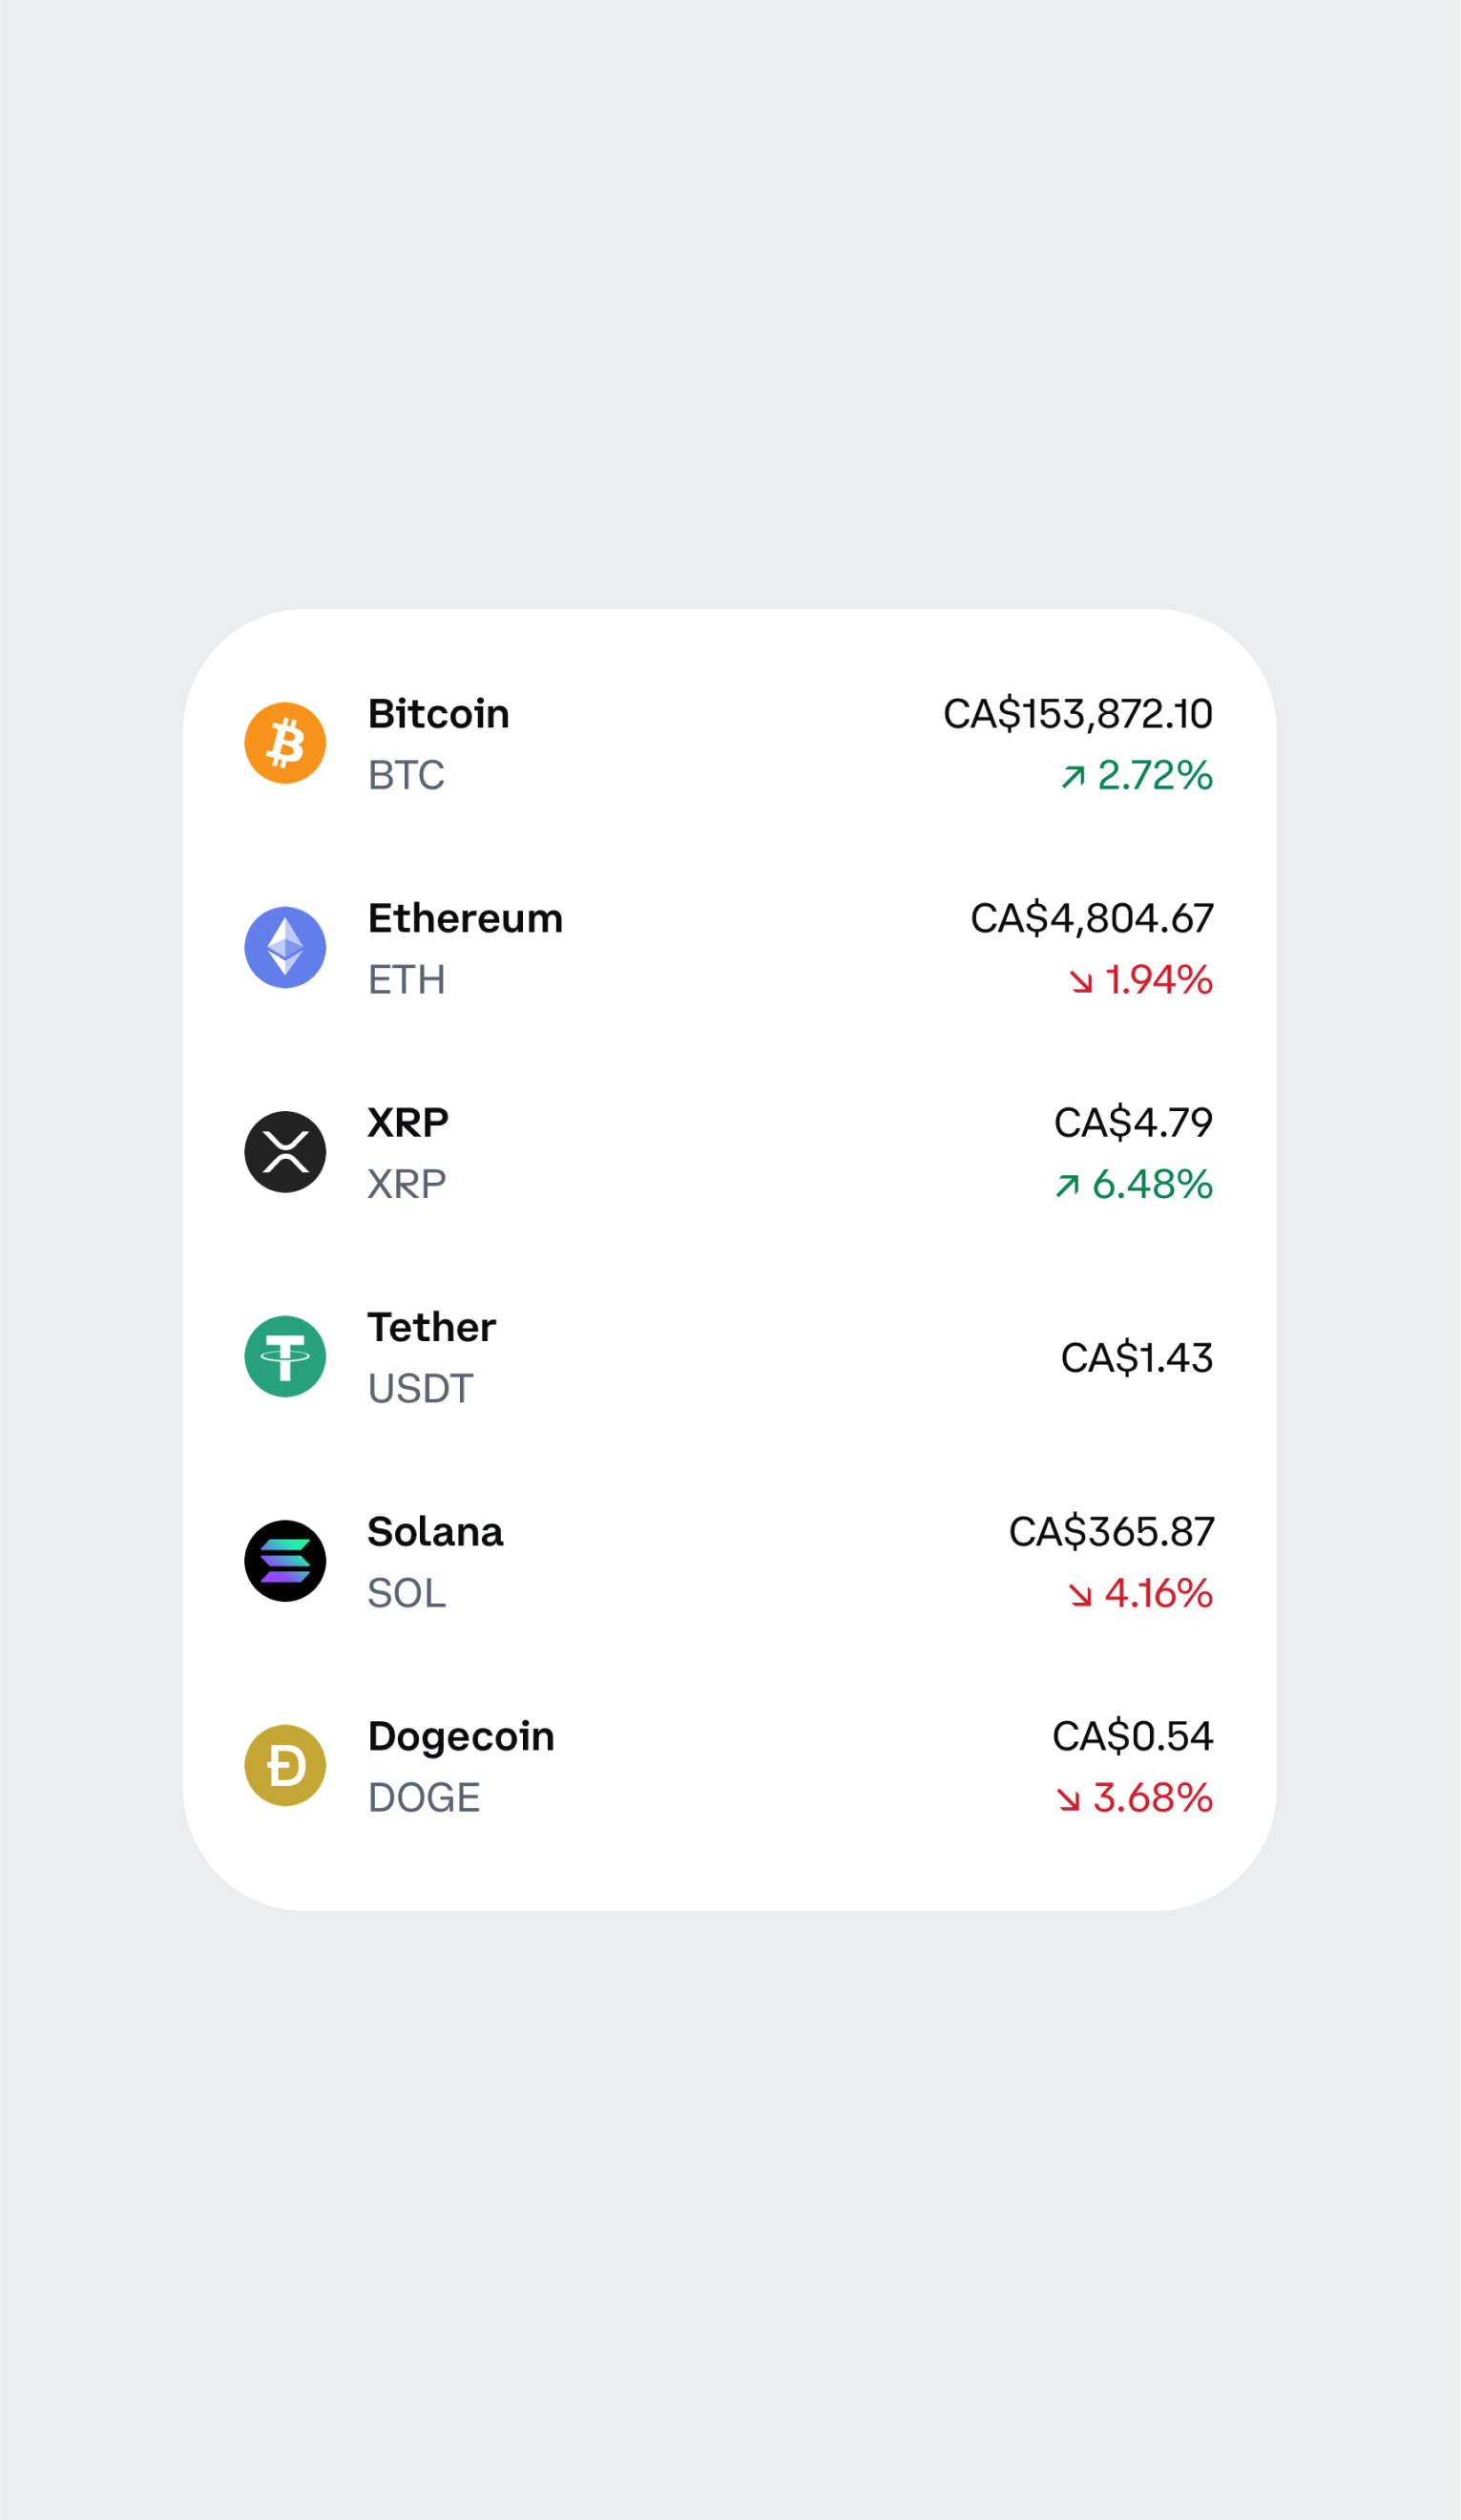 Bitcoin CA$153,872.10
BTC ↗ 2.72%
Ethereum CA$4,804.67
ETH ↘ 1.94%
XRP CA$4.79
XRP ↗ 6.48%
Tether
CA$1.43
USDT
Solana CA$365.87
SOL ↘ 4.16%
Dogecoin CA$0.54
DOGE ↘ 3.68%